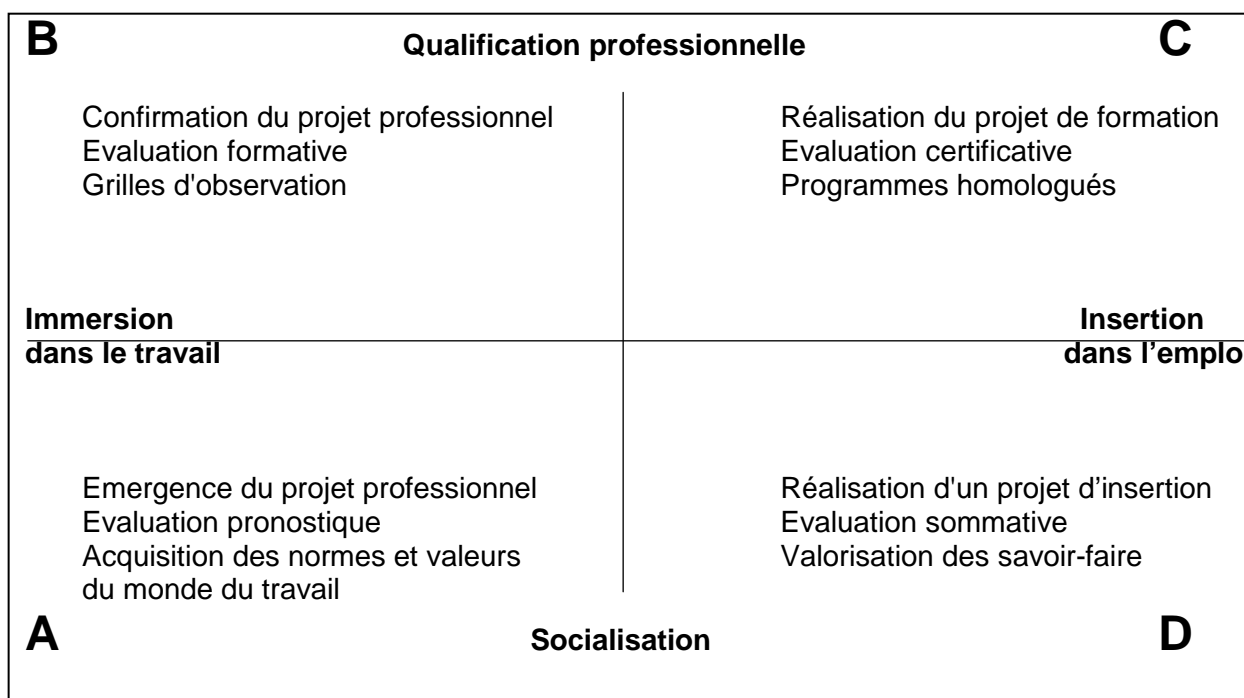 B
Qualification professionnelle
C
Confirmation du projet professionnel
Evaluation formative
Grilles d'observation
Réalisation du projet de formation
Evaluation certificative
Programmes homologués
Immersion
dans le travail
Insertion
dans l’emplo
Emergence du projet professionnel
Evaluation pronostique
Acquisition des normes et valeurs
du monde du travail
Réalisation d'un projet d’insertion
Evaluation sommative
Valorisation des savoir-faire
A
Socialisation
D